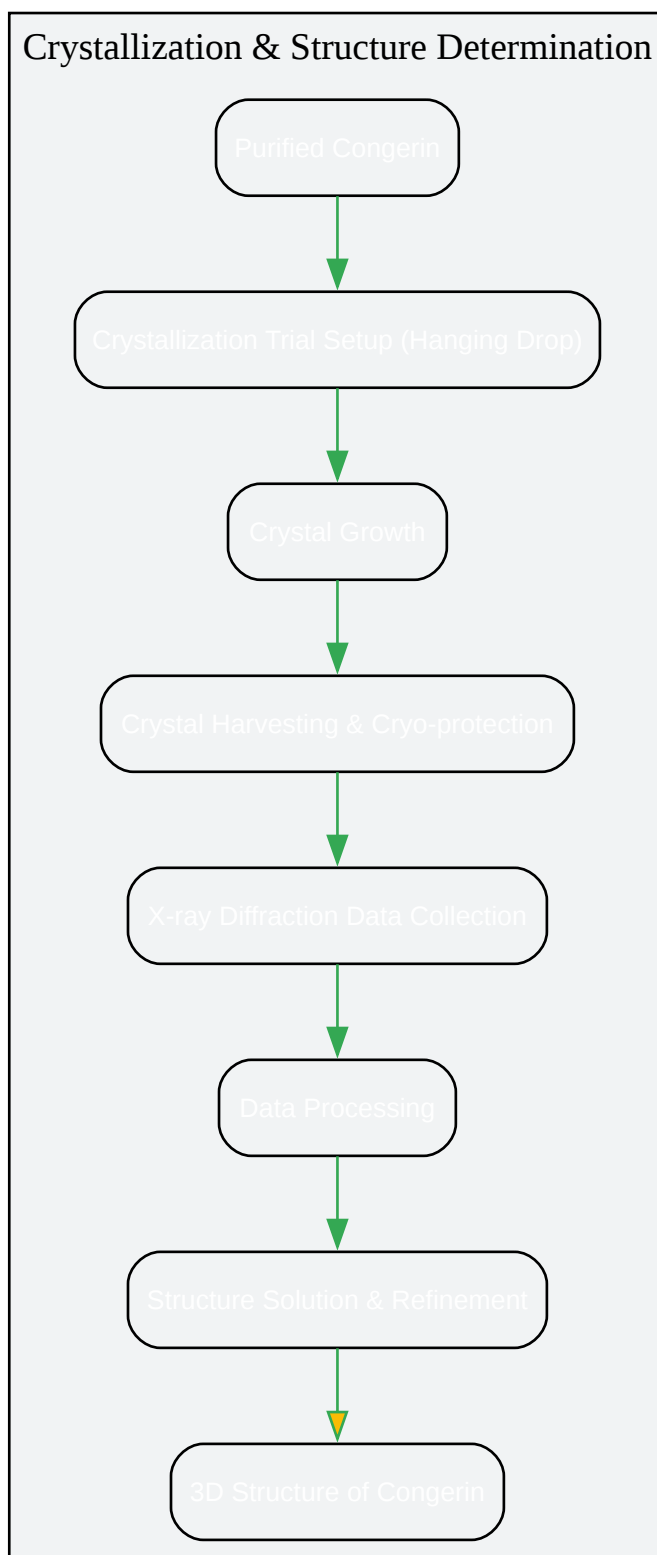 Crystallization & Structure Determination
Purified Congerin
Crystallization Trial Setup (Hanging Drop)
Crystal Growth
Crystal Harvesting & Cryo-protection
X-ray Diffraction Data Collection
Data Processing
Structure Solution & Refinement
3D Structure of Congerin